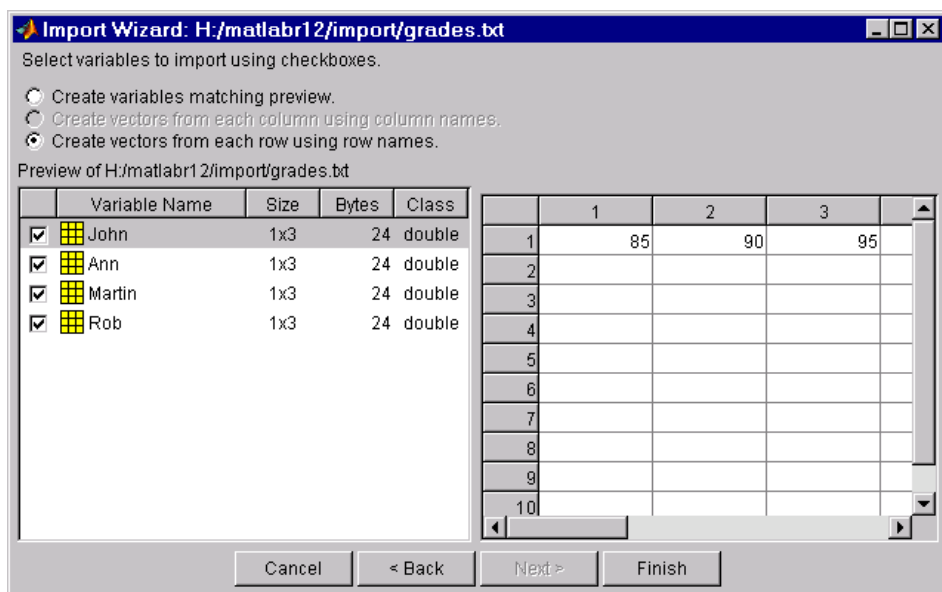 Import Wizard: H:/matlabr12/import/grades.txt
Select variables to import using checkboxes.
Create variables matching preview.
Create vectors from each column using column names.
Create vectors from each row using row names.
Preview of H:/matlabr12/import/grades.txt
Variable Name Size Bytes Class
John 1x3 24 double
Ann 1x3 24 double
Martin 1x3 24 double
Rob 1x3 24 double
1 2 3
1 85 90 95
2
3
4
5
6
7
8
9
10
Cancel < Back Next > Finish